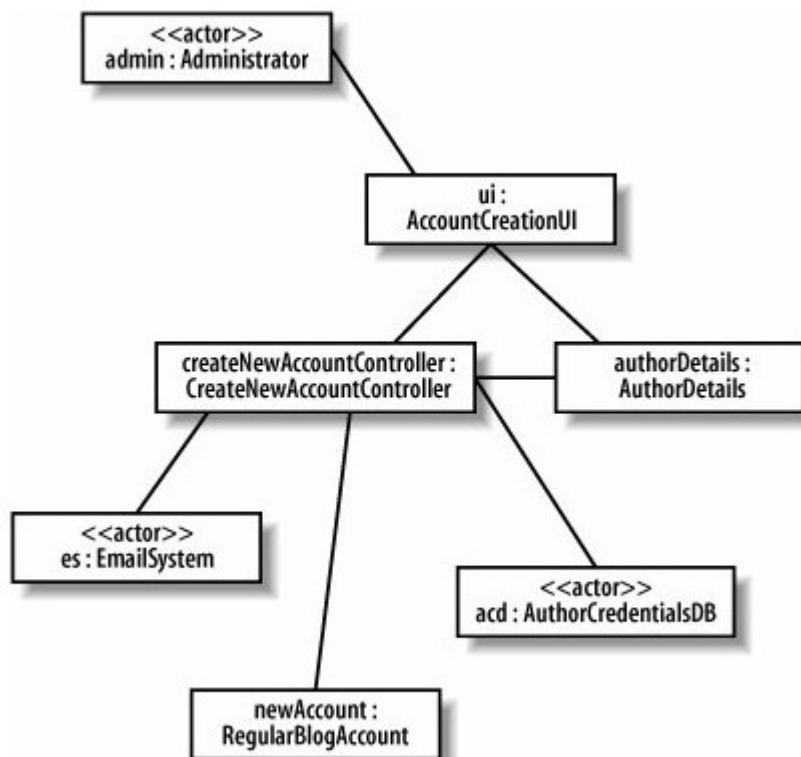 <<actor>>
admin : Administrator
ui :
AccountCreationUI
createNewAccountController :
CreateNewAccountController
authorDetails :
AuthorDetails
<<actor>>
es : EmailSystem
<<actor>>
acd : AuthorCredentialsDB
newAccount :
RegularBlogAccount